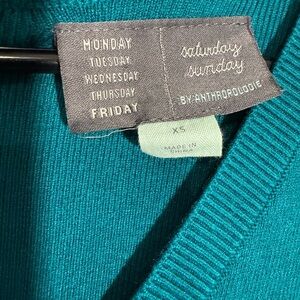 MONDAY
TUESDAY
WEDNESDAY
THURSDAY
FRIDAY
saturday
sunday
BY ANTHROPOLOGIE
XS
MADE IN
CHINA